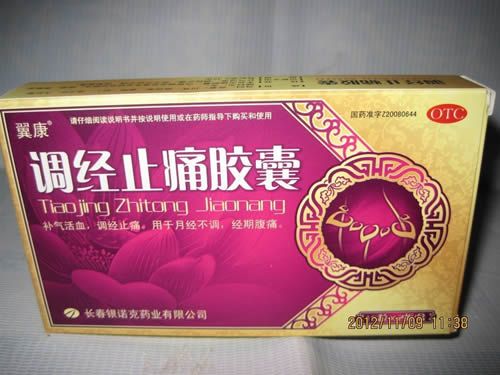 请仔细阅读说明书并按说明使用或在药师指导下购买和使用
翼康®
国药准字Z20080644
OTC
调经止痛胶囊
Tiaojing Zhitong Jiaonang
补气活血，调经止痛。用于月经不调，经期腹痛。
长春银诺克药业有限公司
2012/11/09 11:38